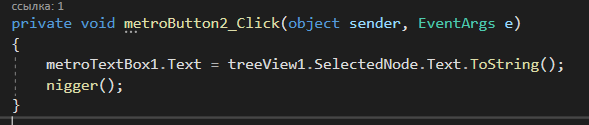 ссылка: 1
private void metroButton2_Click(object sender, EventArgs e)
{
metroTextBox1.Text = treeView1.SelectedNode.Text.ToString();
nigger();
}